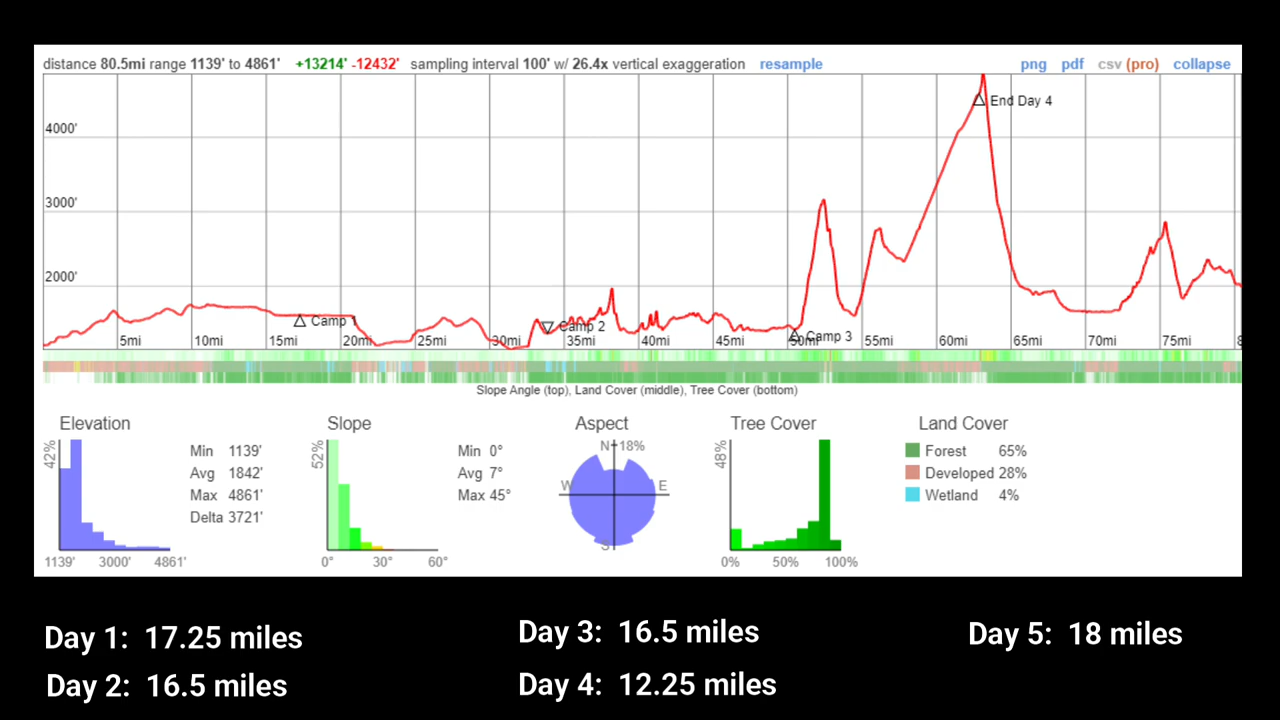 distance 80.5mi range 1139' to 4861' +13214' -12432' sampling interval 100' w/ 26.4x vertical exaggeration resample png pdf csv (pro) collapse
4000'
3000'
2000'
End Day 4
Camp 1
Camp 2
Camp 3
5mi 10mi 15mi 20mi 25mi 30mi 35mi 40mi 45mi 50mi 55mi 60mi 65mi 70mi 75mi 8
Slope Angle (top), Land Cover (middle), Tree Cover (bottom)
Elevation
42%
Min 1139'
Avg 1842'
Max 4861'
Delta 3721'
1139' 3000' 4861'
Slope
52%
Min 0°
Avg 7°
Max 45°
0° 30° 60°
Aspect
N 18%
W E
S
Tree Cover
48%
0% 50% 100%
Land Cover
Forest 65%
Developed 28%
Wetland 4%
Day 1: 17.25 miles
Day 2: 16.5 miles
Day 3: 16.5 miles
Day 4: 12.25 miles
Day 5: 18 miles